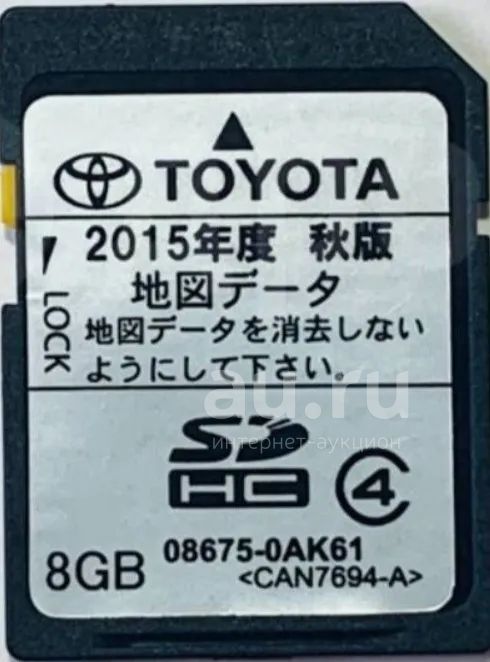 TOYOTA
2015年度 秋版
地図データ
地図データを消去しない
ようにして下さい。
LOCK
au.ru
интернет-аукцион
SD
HC
4
8GB
08675-0AK61
<CAN7694-A>